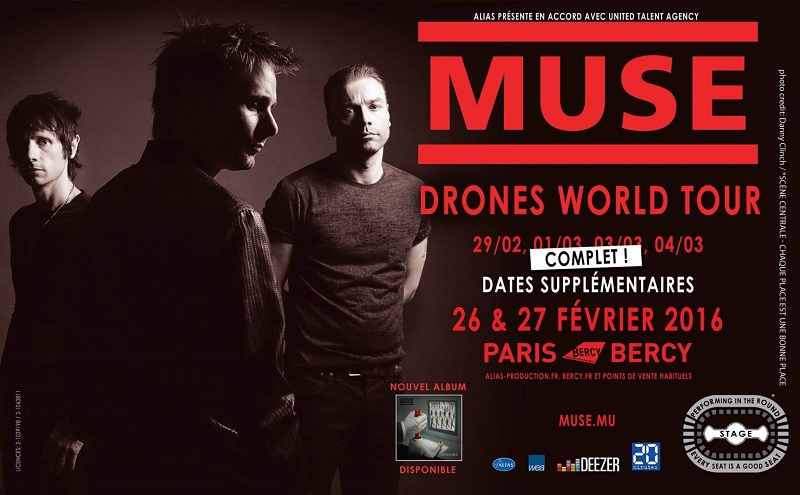 ALIAS PRÉSENTE EN ACCORD AVEC UNITED TALENT AGENCY
MUSE
DRONES WORLD TOUR
29/02, 01/03, 03/03, 04/03
COMPLET !
DATES SUPPLÉMENTAIRES
26 & 27 FÉVRIER 2016
PARIS BERCY BERCY
ALIAS-PRODUCTION.FR, BERCY.FR ET POINTS DE VENTE HABITUELS
NOUVEL ALBUM
MUSE
DISPONIBLE
MUSE.MU
ALIAS
wea
DEEZER
20
minutes
PERFORMING IN THE ROUND
STAGE
EVERY SEAT IS A GOOD SEAT
photo credit: Danny Clinch / *SCÈNE CENTRALE - CHAQUE PLACE EST UNE BONNE PLACE